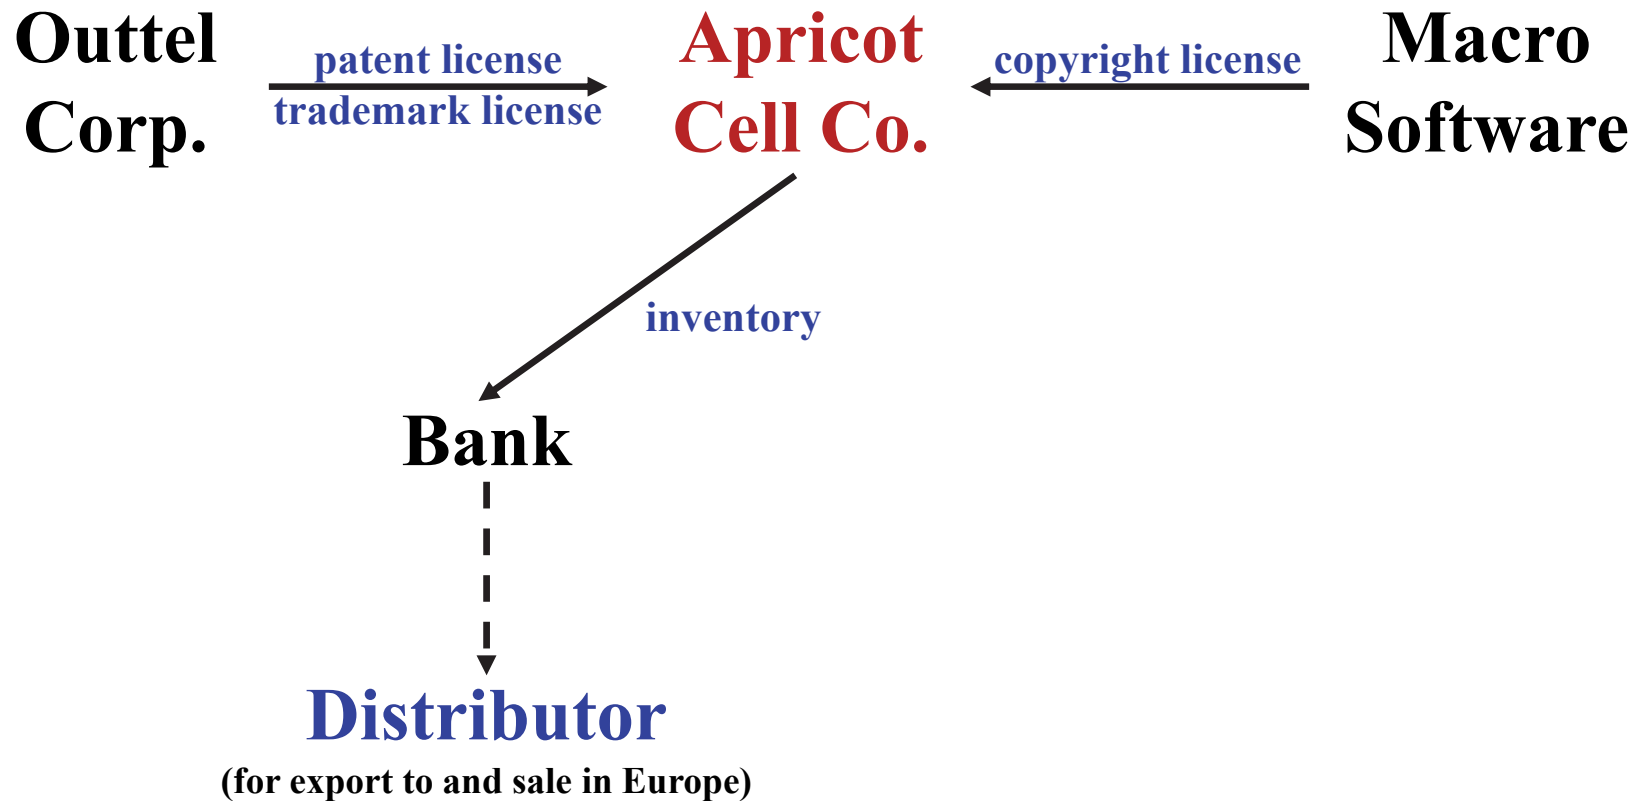 Outtel
Corp.
patent license
trademark license
Apricot
Cell Co.
copyright license
Macro
Software
inventory
Bank
Distributor
(for export to and sale in Europe)